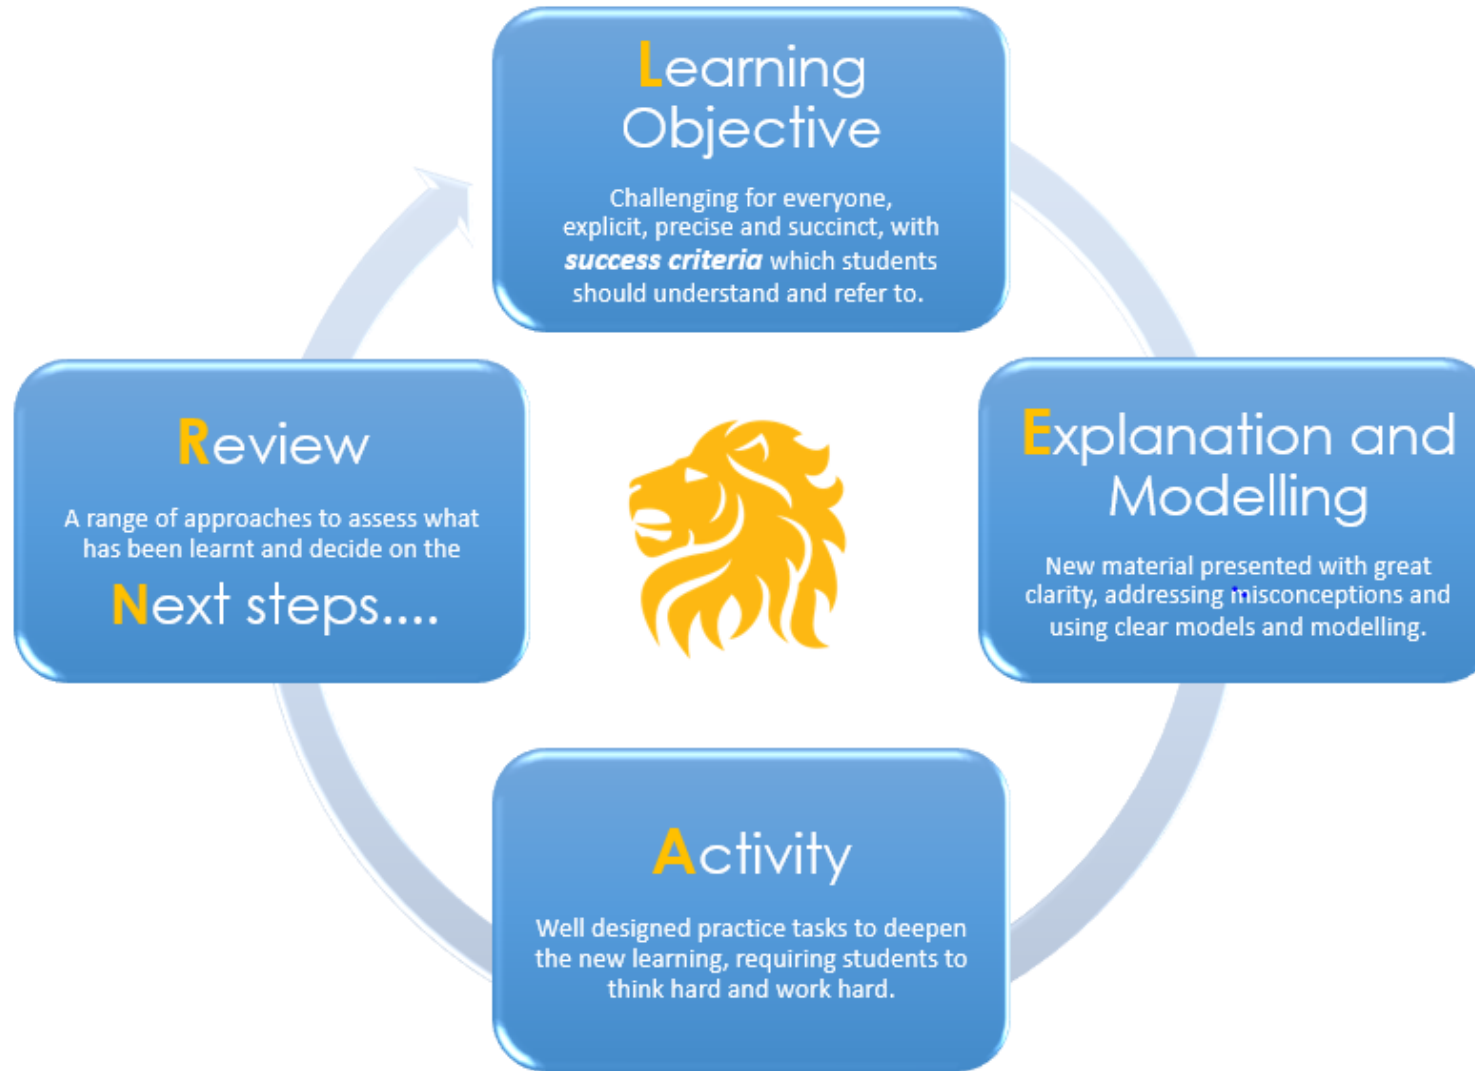 Learning
Objective
Challenging for everyone,
explicit, precise and succinct, with
success criteria which students
should understand and refer to.
Explanation and
Modelling
New material presented with great
clarity, addressing misconceptions and
using clear models and modelling.
Activity
Well designed practice tasks to deepen
the new learning, requiring students to
think hard and work hard.
Review
A range of approaches to assess what
has been learnt and decide on the
Next steps....